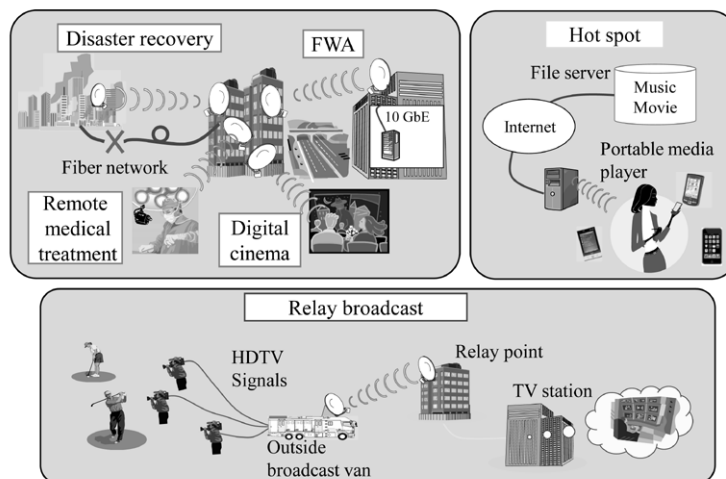 Disaster recovery
FWA
10 GbE
Fiber network
Remote
medical
treatment
Digital
cinema
Hot spot
File server
Music
Movie
Internet
Portable media
player
Relay broadcast
HDTV
Signals
Relay point
TV station
Outside
broadcast van